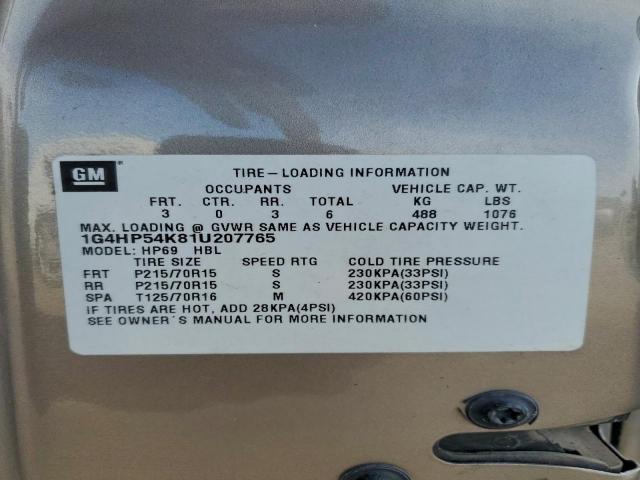 GM
TIRE-LOADING INFORMATION
OCCUPANTS VEHICLE CAP. WT.
FRT. CTR. RR. TOTAL KG LBS
3 0 3 6 488 1076
MAX. LOADING @ GVWR SAME AS VEHICLE CAPACITY WEIGHT.
1G4HP54K81U207765
MODEL: HP69 HBL
TIRE SIZE SPEED RTG COLD TIRE PRESSURE
FRT P215/70R15 S 230KPA(33PSI)
RR P215/70R15 S 230KPA(33PSI)
SPA T125/70R16 M 420KPA(60PSI)
IF TIRES ARE HOT, ADD 28KPA(4PSI)
SEE OWNER'S MANUAL FOR MORE INFORMATION